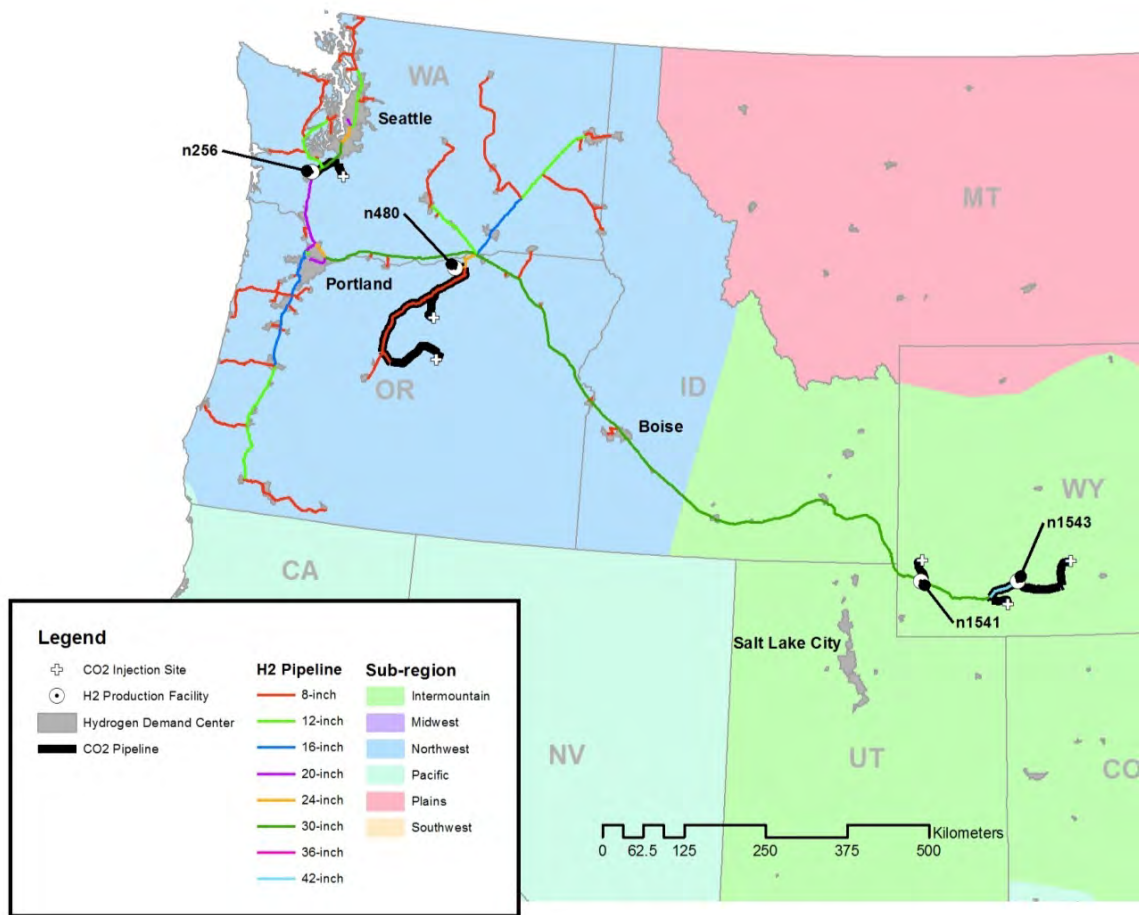 WA
Seattle
n256
MT
n480
Portland
OR
ID
Boise
WY
n1543
CA
n1541
Salt Lake City
NV
UT
CO
Legend
CO2 Injection Site
H2 Production Facility
Hydrogen Demand Center
CO2 Pipeline
H2 Pipeline
8-inch
12-inch
16-inch
20-inch
24-inch
30-inch
36-inch
42-inch
Sub-region
Intermountain
Midwest
Northwest
Pacific
Plains
Southwest
Kilometers
0 62.5 125 250 375 500